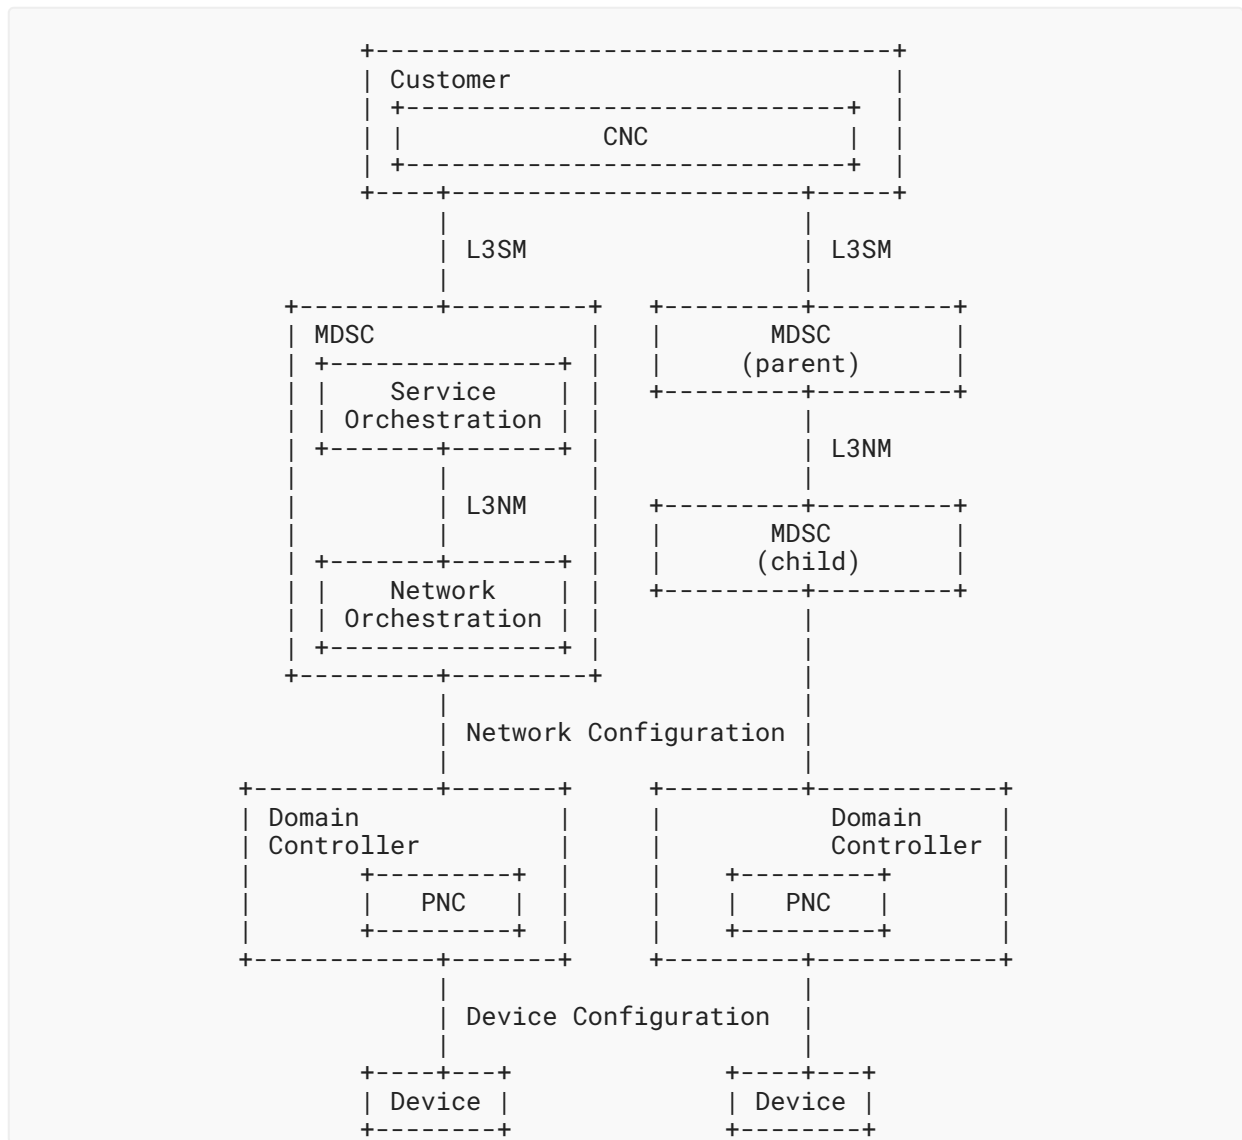 Customer
CNC
L3SM L3SM
MDSC MDSC
(parent)
Service
Orchestration
L3NM
L3NM
MDSC
(child)
Network
Orchestration
Network Configuration
Domain Domain
Controller Controller
PNC PNC
Device Configuration
Device Device